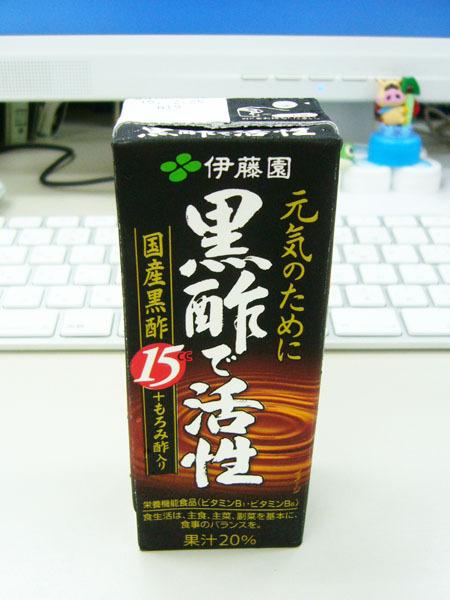 伊藤園
元気のために
黒酢で活性
国産黒酢
15cc
+もろみ酢入り
栄養機能食品(ビタミンB₁・ビタミンB₆)
食生活は、主食、主菜、副菜を基本に、
食事のバランスを。
果汁20%